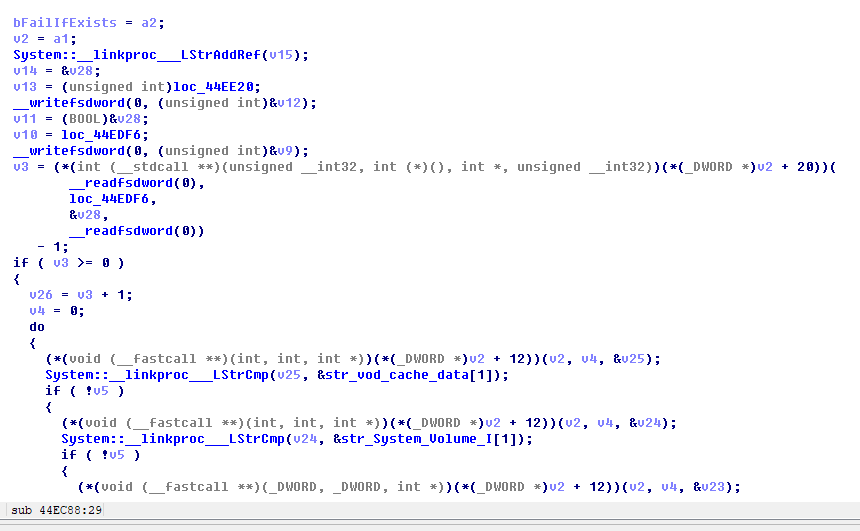 bFailIfExists = a2;
v2 = a1;
System::__linkproc___LStrAddRef(v15);
v14 = &v28;
v13 = (unsigned int)loc_44EE20;
__writefsdword(0, (unsigned int)&v12);
v11 = (BOOL)&v28;
v10 = loc_44EDF6;
__writefsdword(0, (unsigned int)&v9);
v3 = (*(int (__stdcall **)(unsigned __int32, int (*)(), int *, unsigned __int32))(*(_DWORD *)v2 + 20))(
__readfsdword(0),
loc_44EDF6,
&v28,
__readfsdword(0))
- 1;
if ( v3 >= 0 )
{
v26 = v3 + 1;
v4 = 0;
do
{
(*(void (__fastcall **)(int, int, int *))(*(_DWORD *)v2 + 12))(v2, v4, &v25);
System::__linkproc___LStrCmp(v25, &str_vod_cache_data[1]);
if ( !v5 )
{
(*(void (__fastcall **)(int, int, int *))(*(_DWORD *)v2 + 12))(v2, v4, &v24);
System::__linkproc___LStrCmp(v24, &str_System_Volume_I[1]);
if ( !v5 )
{
(*(void (__fastcall **)(_DWORD, _DWORD, int *))(*(_DWORD *)v2 + 12))(v2, v4, &v23);
sub_44EC88:29